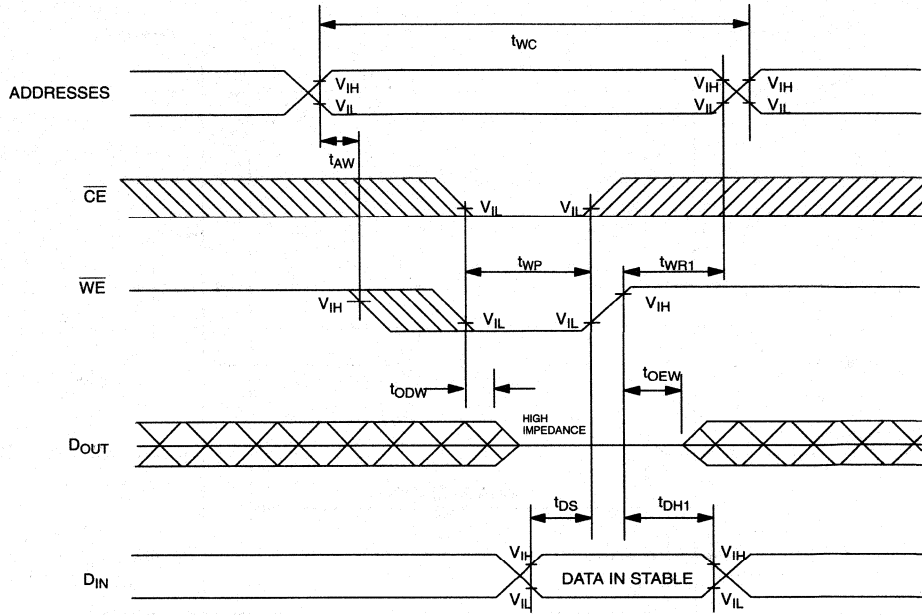 tWC
ADDRESSES
VIH
VIL
VIH
VIL
VIH
VIL
tAW
CE
VIL
VIL
tWP
tWR1
WE
VIH
VIL
VIL
VIH
tODW
tOEW
HIGH
IMPEDANCE
DOUT
tDS
tDH1
VIH
VIH
DIN
DATA IN STABLE
VIL
VIL